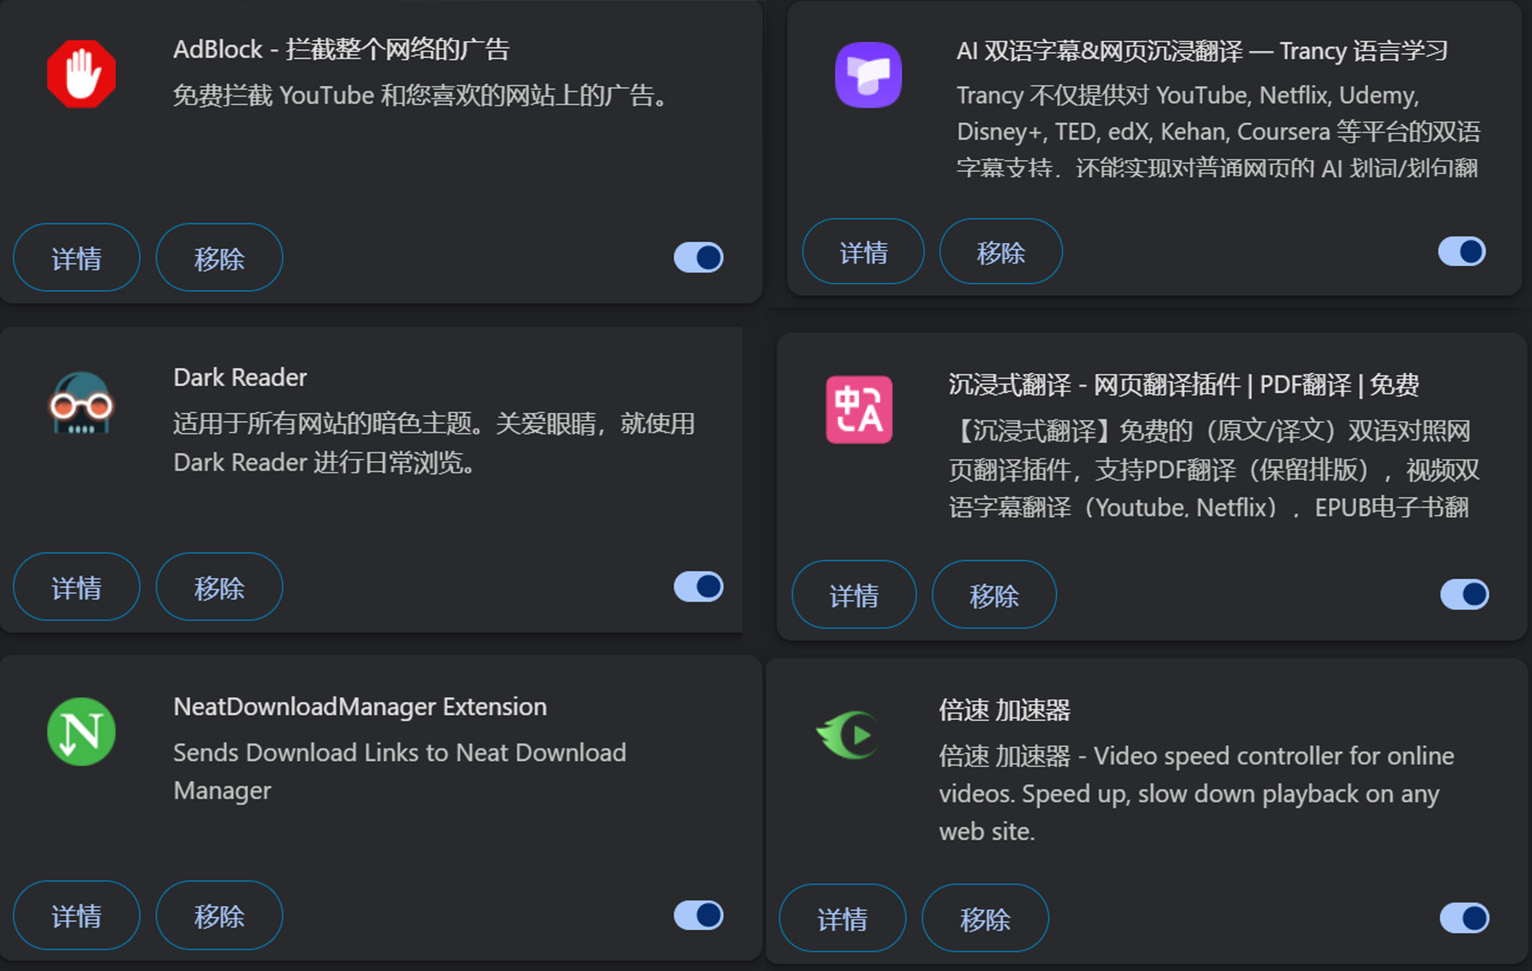 AdBlock - 拦截整个网络的广告
免费拦截 YouTube 和您喜欢的网站上的广告。
详情
移除
AI 双语字幕&网页沉浸翻译 — Trancy 语言学习
Trancy 不仅提供对 YouTube, Netflix, Udemy,
Disney+, TED, edX, Kehan, Coursera 等平台的双语
字幕支持，还能实现对普通网页的 AI 划词/划句翻
详情
移除
Dark Reader
适用于所有网站的暗色主题。关爱眼睛，就使用
Dark Reader 进行日常浏览。
详情
移除
沉浸式翻译 - 网页翻译插件 | PDF翻译 | 免费
【沉浸式翻译】免费的（原文/译文）双语对照网
页翻译插件，支持PDF翻译（保留排版），视频双
语字幕翻译（Youtube, Netflix），EPUB电子书翻
详情
移除
NeatDownloadManager Extension
Sends Download Links to Neat Download
Manager
详情
移除
倍速 加速器
倍速 加速器 - Video speed controller for online
videos. Speed up, slow down playback on any
web site.
详情
移除